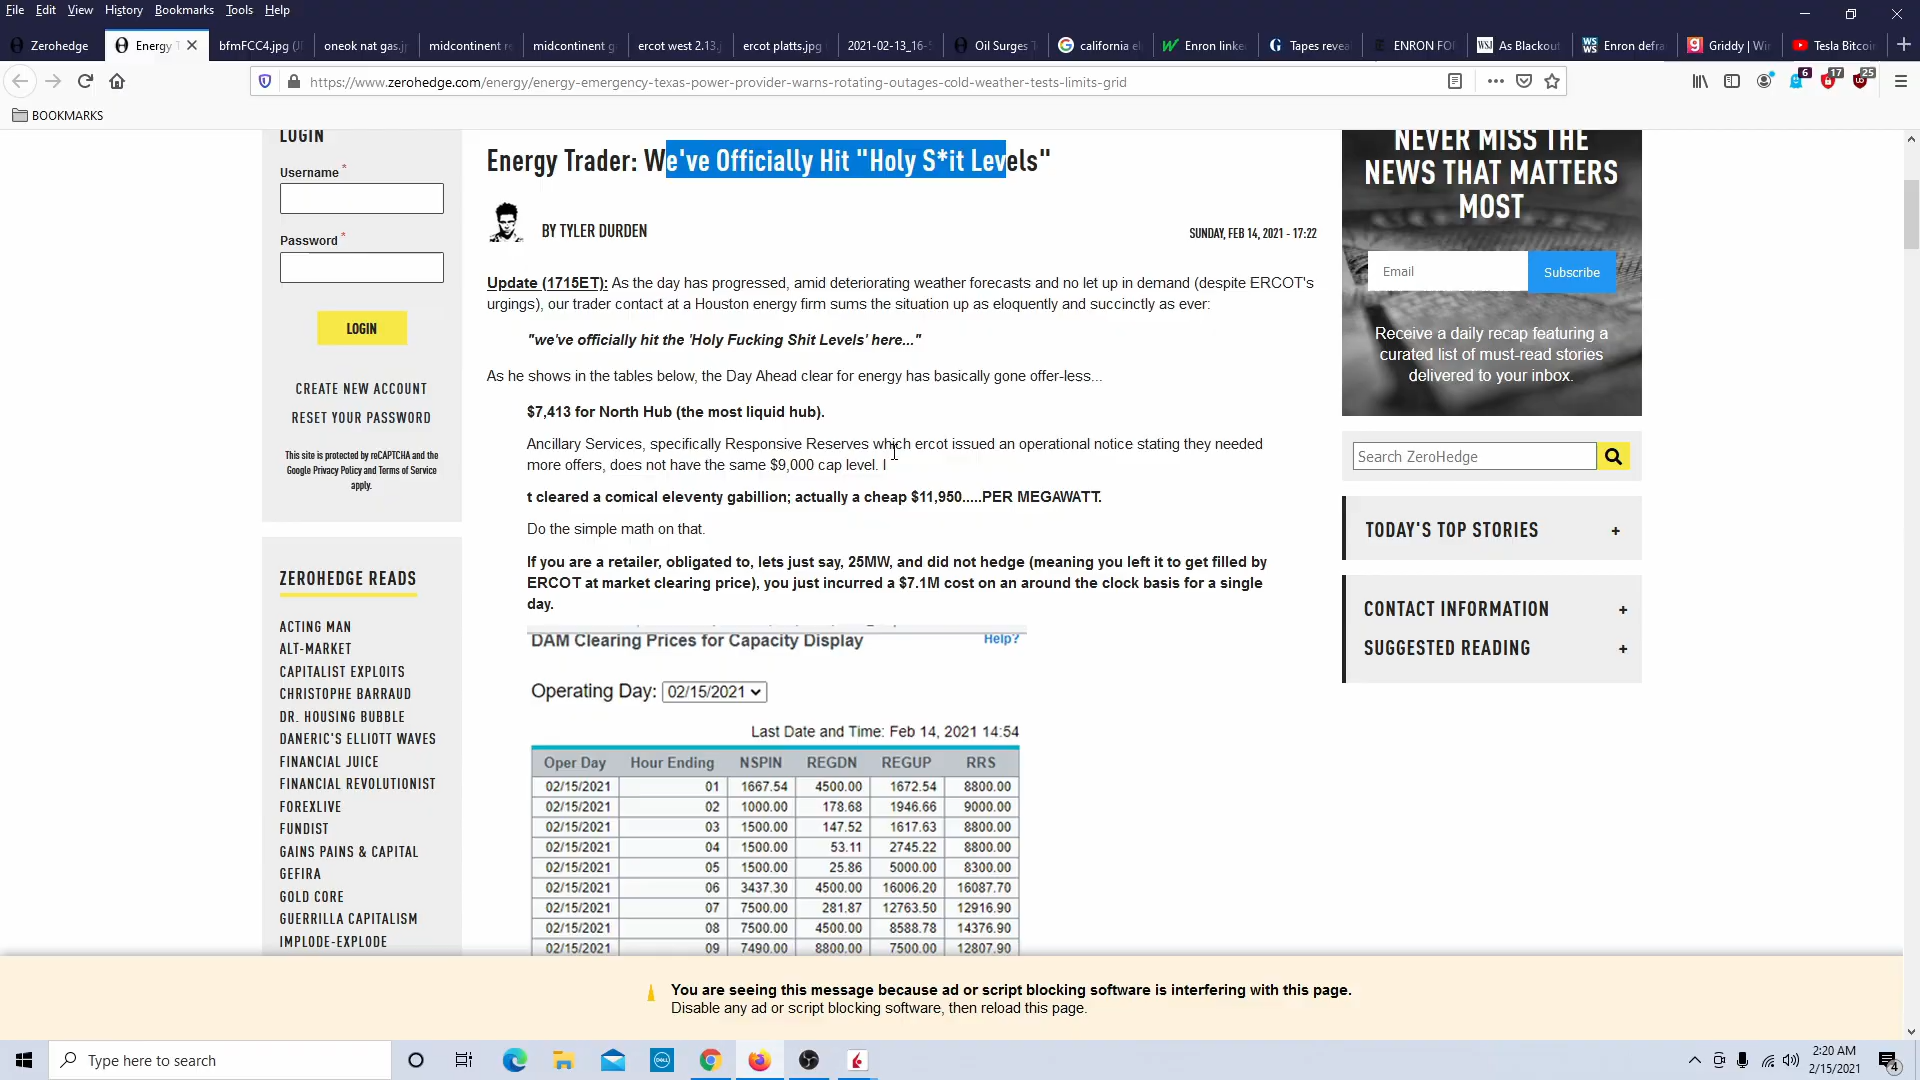 File Edit View History Bookmarks Tools Help
Zerohedge
Energy T
bfmFCC4.jpg (J
oneok nat gas.j
midcontinent r
midcontinent g
ercot west 2.13.
ercot platts.jpg
2021-02-13_16-5
Oil Surges T
california el
Enron linke
Tapes revea
ENRON FO
As Blackout
Enron defra
Griddy | Wh
Tesla Bitcoi
https://www.zerohedge.com/energy/energy-emergency-texas-power-provider-warns-rotating-outages-cold-weather-tests-limits-grid
6
17
25
BOOKMARKS
LOGIN
Username *
Password *
LOGIN
CREATE NEW ACCOUNT
RESET YOUR PASSWORD
This site is protected by reCAPTCHA and the
Google Privacy Policy and Terms of Service
apply.
ZEROHEDGE READS
ACTING MAN
ALT-MARKET
CAPITALIST EXPLOITS
CHRISTOPHE BARRAUD
DR. HOUSING BUBBLE
DANERIC'S ELLIOTT WAVES
FINANCIAL JUICE
FINANCIAL REVOLUTIONIST
FOREXLIVE
FUNDIST
GAINS PAINS & CAPITAL
GEFIRA
GOLD CORE
GUERRILLA CAPITALISM
IMPLODE-EXPLODE
Energy Trader: We've Officially Hit "Holy S*it Levels"
BY TYLER DURDEN
SUNDAY, FEB 14, 2021 - 17:22
Update (1715ET): As the day has progressed, amid deteriorating weather forecasts and no let up in demand (despite ERCOT's
urgings), our trader contact at a Houston energy firm sums the situation up as eloquently and succinctly as ever:
"we've officially hit the 'Holy Fucking Shit Levels' here..."
As he shows in the tables below, the Day Ahead clear for energy has basically gone offer-less...
$7,413 for North Hub (the most liquid hub).
Ancillary Services, specifically Responsive Reserves which ercot issued an operational notice stating they needed
more offers, does not have the same $9,000 cap level. I
t cleared a comical eleventy gabillion; actually a cheap $11,950.....PER MEGAWATT.
Do the simple math on that.
If you are a retailer, obligated to, lets just say, 25MW, and did not hedge (meaning you left it to get filled by
ERCOT at market clearing price), you just incurred a $7.1M cost on an around the clock basis for a single
day.
DAM Clearing Prices for Capacity Display
Help?
Operating Day: 02/15/2021
Last Date and Time: Feb 14, 2021 14:54
Oper Day Hour Ending NSPIN REGDN REGUP RRS
02/15/2021 01 1667.54 4500.00 1672.54 8800.00
02/15/2021 02 1000.00 178.68 1946.66 9000.00
02/15/2021 03 1500.00 147.52 1617.63 8800.00
02/15/2021 04 1500.00 53.11 2745.22 8800.00
02/15/2021 05 1500.00 25.86 5000.00 8300.00
02/15/2021 06 3437.30 4500.00 16006.20 16087.70
02/15/2021 07 7500.00 281.87 12763.50 12916.90
02/15/2021 08 7500.00 4500.00 8588.78 14376.90
02/15/2021 09 7490.00 8800.00 7500.00 12807.90
NEVER MISS THE
NEWS THAT MATTERS
MOST
Email
Subscribe
Receive a daily recap featuring a
curated list of must-read stories
delivered to your inbox.
Search ZeroHedge
TODAY'S TOP STORIES +
CONTACT INFORMATION +
SUGGESTED READING +
You are seeing this message because ad or script blocking software is interfering with this page.
Disable any ad or script blocking software, then reload this page.
Type here to search
DELL
2:20 AM
2/15/2021
4